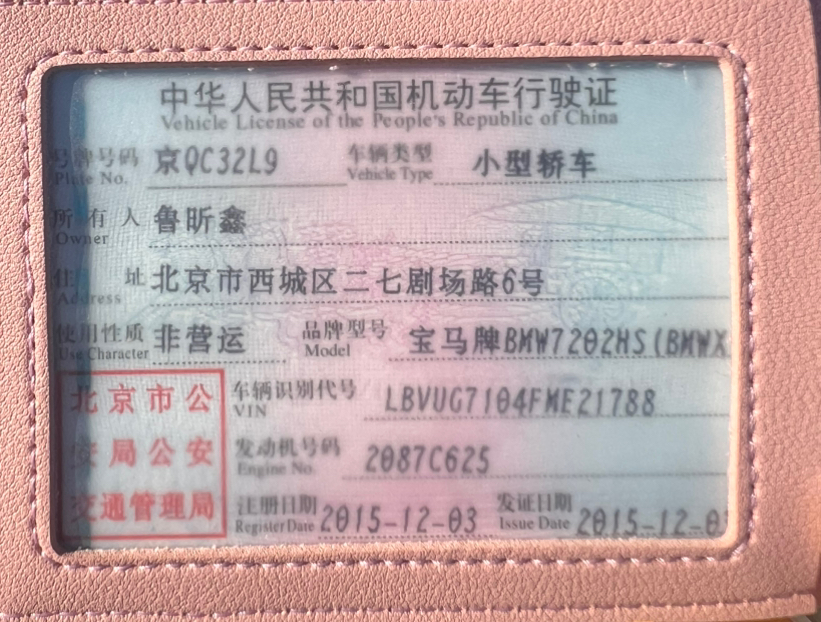 中华人民共和国机动车行驶证
Vehicle License of the People's Republic of China
号牌号码 京QC32L9 车辆类型 小型轿车
Plate No. Vehicle Type
所有人 鲁昕鑫
Owner
住址 北京市西城区二七剧场路6号
Address
使用性质 非营运 品牌型号 宝马牌BMW7202HS(BMWX
Use Character Model
北京市公 车辆识别代号 LBVUG7104FME21788
VIN
安局公安 发动机号码 2087C625
Engine No.
交通管理局 注册日期 2015-12-03 发证日期 2015-12-03
Register Date Issue Date